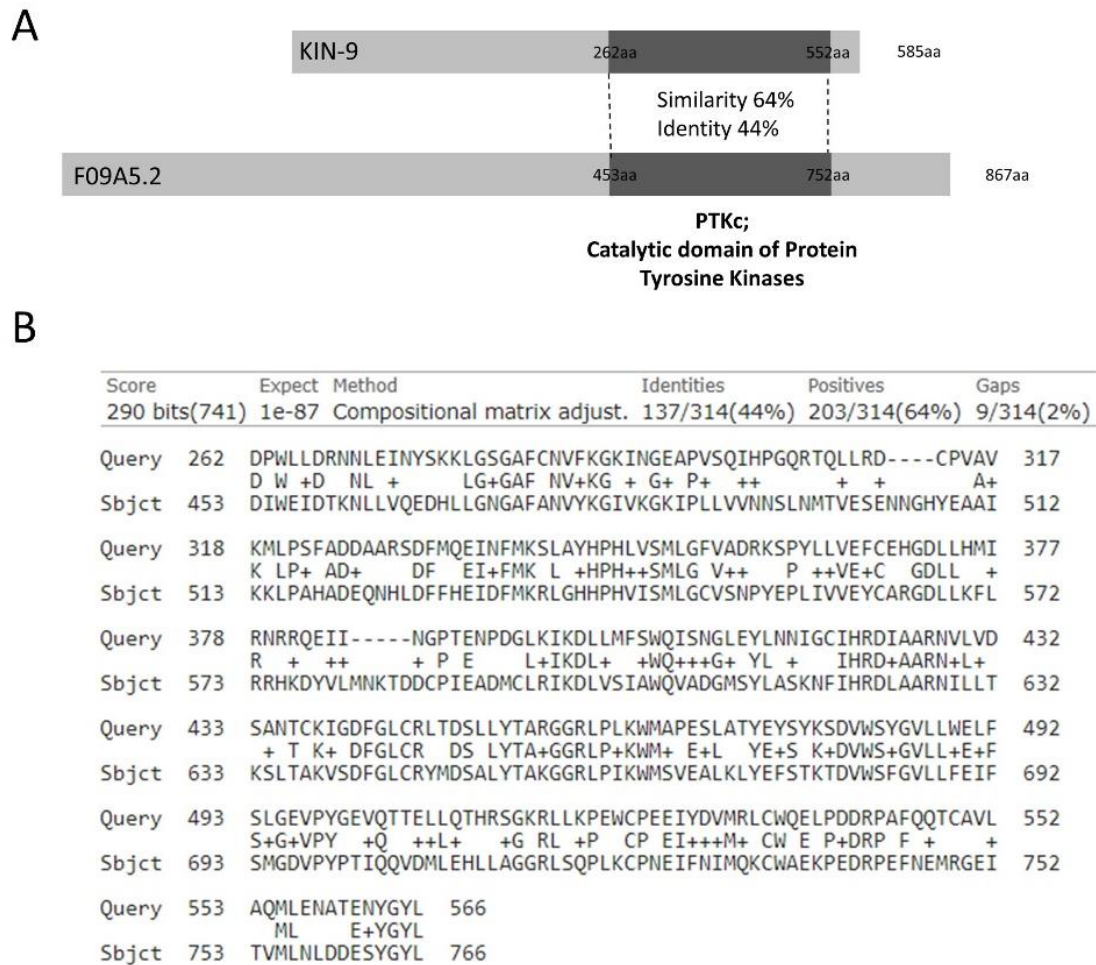 A
KIN-9 262aa 552aa 585aa
Similarity 64%
Identity 44%
F09A5.2 453aa 752aa 867aa
PTKc;
Catalytic domain of Protein
Tyrosine Kinases
B
Score Expect Method Identities Positives Gaps
290 bits(741) 1e-87 Compositional matrix adjust. 137/314(44%) 203/314(64%) 9/314(2%)
Query 262 DPWLLDRNNLEINYSKKLGSGAFCNVFKGKINGEAPVSQIHPGQRTQLLRD----CPVAV 317
D W +D NL + LG+GAF NV+KG + G+ P+ ++ + + A+
Sbjct 453 DIWEIDTKNLLVQEDHLLGNGAFANVYKGIVKGKIPLLVVNNSLNMTVESENNGHYEAAI 512
Query 318 KMLPSFADDAARSDFMQEINFMKSLAYHPHLVSMLGFVADRKSPYLLVEFCEHGDLLHMI 377
K LP+ AD+ DF EI+FMK L +HPH++SMLG V++ P ++VE+C GDLL +
Sbjct 513 KKLPAHADEQNHLDFFHEIDFMKRLGHHPHVISMLGCVSNPYEPLIVVEYCARGDLLKFL 572
Query 378 RNRRQEII-----NGPTENPDGLKIKDLLMFSWQISNGLEYLNNIGCIHRDIAARNVLVD 432
R + ++ + P E L+IKDL+ +WQ+++G+ YL + IHRD+AARN+L+
Sbjct 573 RRHKDYVLMNKTDDCPIEADMCLRIKDLVSIAWQVADGMSYLASKNFIHRDLAARNILLT 632
Query 433 SANTCKIGDFGLCRLTDSLLYTARGGRLPLKWMAPESLATYEYSYKSDVWSYGVLLWELF 492
+ T K+ DFGLCR DS LYTA+GGRLP+KWM+ E+L YE+S K+DVWS+GVLL+E+F
Sbjct 633 KSLTAKVSDFGLCRYMDSALYTAKGGRLPIKWMSVEALKLYEFSTKTDVWSFGVLLFEIF 692
Query 493 SLGEVPYGEVQTTELLQTHRSGKRLLKPEWCPEEIYDVMRLCWQELPDDRPAFQQTCAVL 552
S+G+VPY +Q ++L+ +G RL +P CP EI+++M+ CW E P+DRP F + +
Sbjct 693 SMGDVPYPTIQQVDMLEHLLAGGRLSQPLKCPNEIFNIMQKCWAEKPEDRPEFNEMRGEI 752
Query 553 AQMLENATENYGYL 566
ML E+YGYL
Sbjct 753 TVMLNLDDESYGYL 766